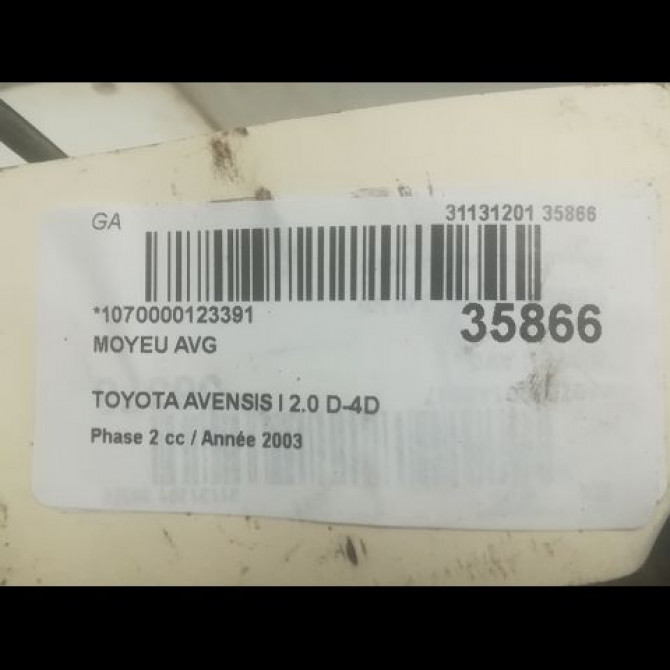 GA 31131201 35866
*1070000123391 35866
MOYEU AVG
TOYOTA AVENSIS I 2.0 D-4D
Phase 2 cc / Année 2003